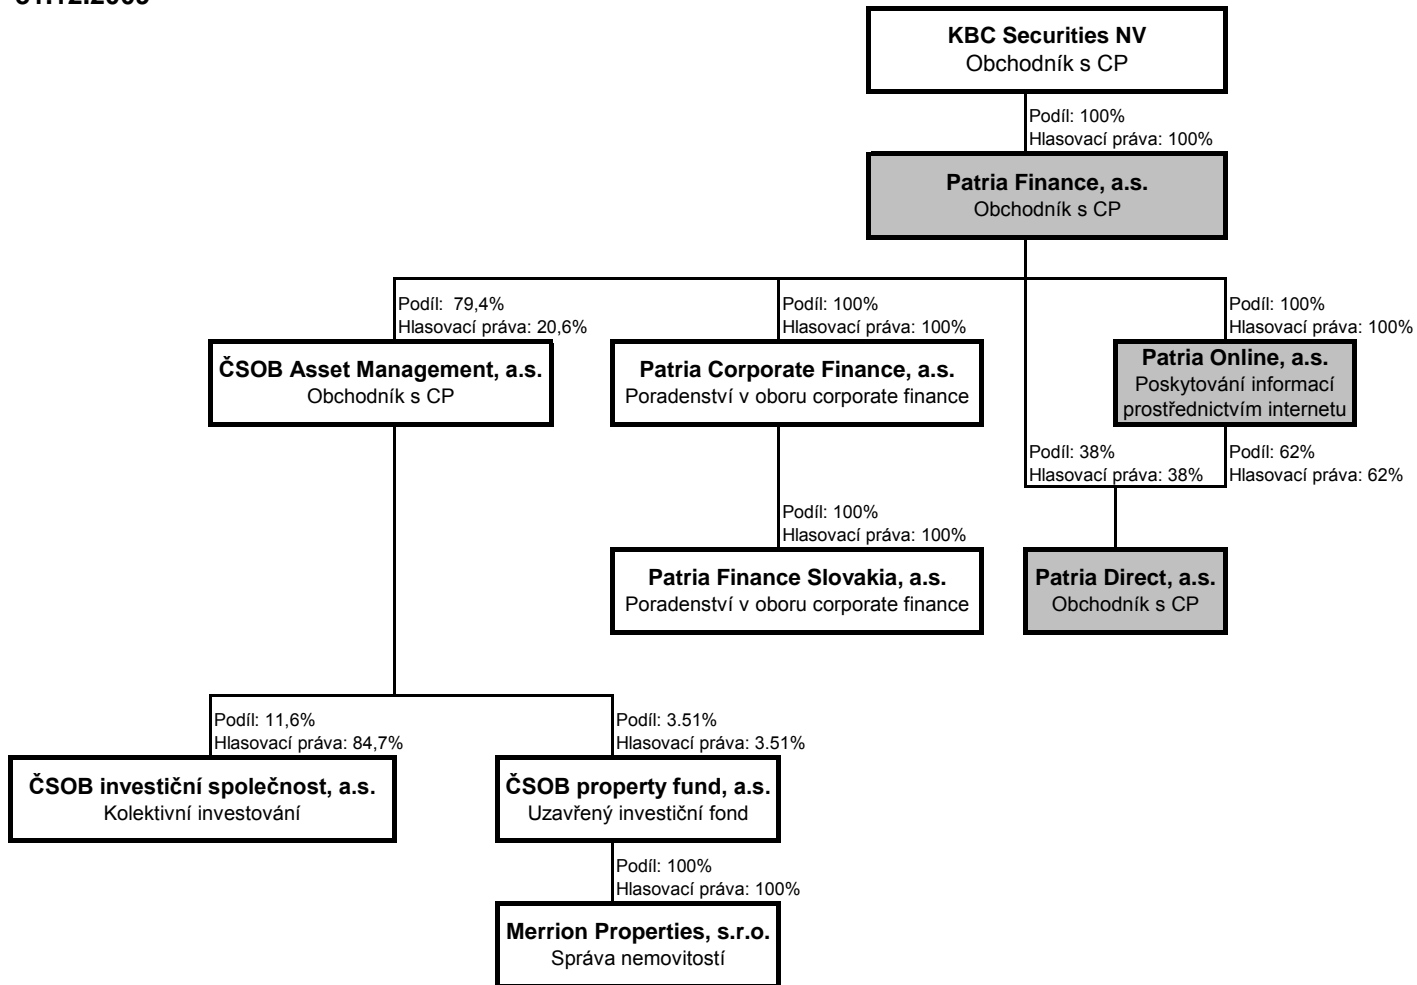 KBC Securities NV
Obchodník s CP
Podíl: 100%
Hlasovací práva: 100%
Patria Finance, a.s.
Obchodník s CP
Podíl: 79,4%
Hlasovací práva: 20,6%
Podíl: 100%
Hlasovací práva: 100%
Podíl: 100%
Hlasovací práva: 100%
ČSOB Asset Management, a.s.
Obchodník s CP
Patria Corporate Finance, a.s.
Poradenství v oboru corporate finance
Patria Online, a.s.
Poskytování informací
prostřednictvím internetu
Podíl: 38%
Hlasovací práva: 38%
Podíl: 62%
Hlasovací práva: 62%
Podíl: 100%
Hlasovací práva: 100%
Patria Finance Slovakia, a.s.
Poradenství v oboru corporate finance
Patria Direct, a.s.
Obchodník s CP
Podíl: 11,6%
Hlasovací práva: 84,7%
Podíl: 3.51%
Hlasovací práva: 3.51%
ČSOB investiční společnost, a.s.
Kolektivní investování
ČSOB property fund, a.s.
Uzavřený investiční fond
Podíl: 100%
Hlasovací práva: 100%
Merrion Properties, s.r.o.
Správa nemovitostí